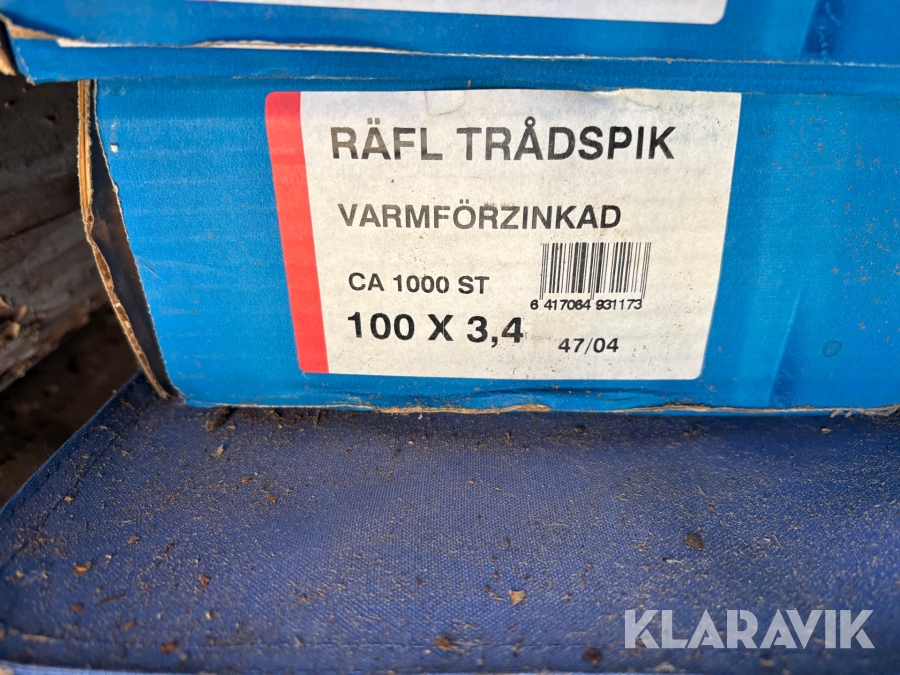 RÄFL TRÅDSPIK
VARMFÖRZINKAD
CA 1000 ST
6 417064 931173
100 X 3,4
47/04
KLARAVIK